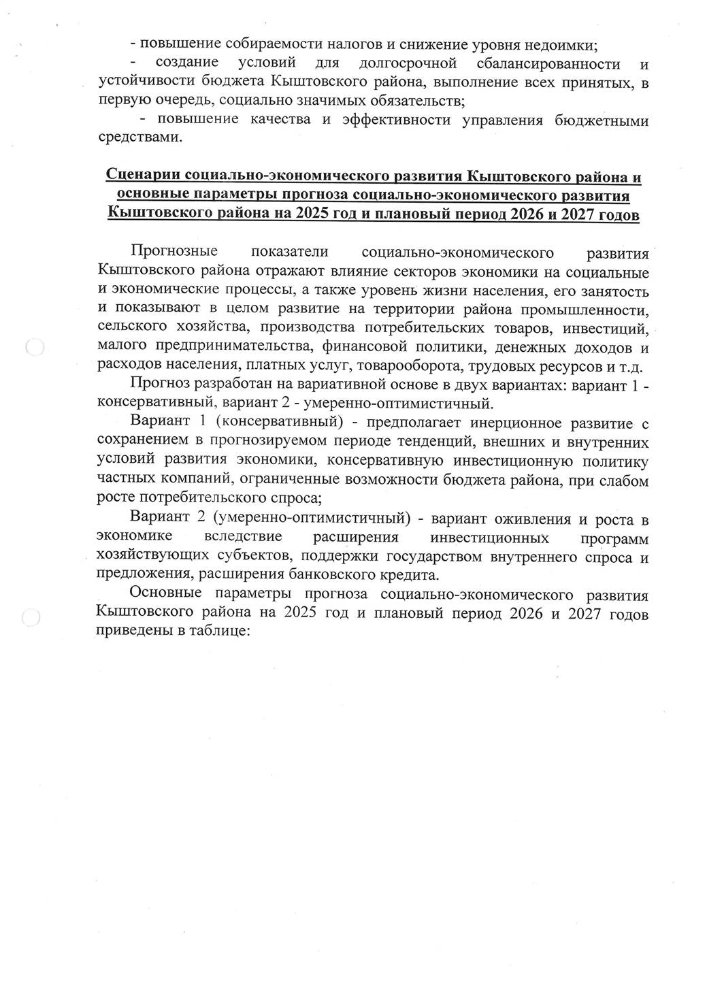 - повышение собираемости налогов и снижение уровня недоимки;
- создание условий для долгосрочной сбалансированности и
устойчивости бюджета Кыштовского района, выполнение всех принятых, в
первую очередь, социально значимых обязательств;
- повышение качества и эффективности управления бюджетными
средствами.
Сценарии социально-экономического развития Кыштовского района и
основные параметры прогноза социально-экономического развития
Кыштовского района на 2025 год и плановый период 2026 и 2027 годов
Прогнозные показатели социально-экономического развития
Кыштовского района отражают влияние секторов экономики на социальные
и экономические процессы, а также уровень жизни населения, его занятость
и показывают в целом развитие на территории района промышленности,
сельского хозяйства, производства потребительских товаров, инвестиций,
малого предпринимательства, финансовой политики, денежных доходов и
расходов населения, платных услуг, товарооборота, трудовых ресурсов и т.д.
Прогноз разработан на вариативной основе в двух вариантах: вариант 1 -
консервативный, вариант 2 - умеренно-оптимистичный.
Вариант 1 (консервативный) - предполагает инерционное развитие с
сохранением в прогнозируемом периоде тенденций, внешних и внутренних
условий развития экономики, консервативную инвестиционную политику
частных компаний, ограниченные возможности бюджета района, при слабом
росте потребительского спроса;
Вариант 2 (умеренно-оптимистичный) - вариант оживления и роста в
экономике вследствие расширения инвестиционных программ
хозяйствующих субъектов, поддержки государством внутреннего спроса и
предложения, расширения банковского кредита.
Основные параметры прогноза социально-экономического развития
Кыштовского района на 2025 год и плановый период 2026 и 2027 годов
приведены в таблице: